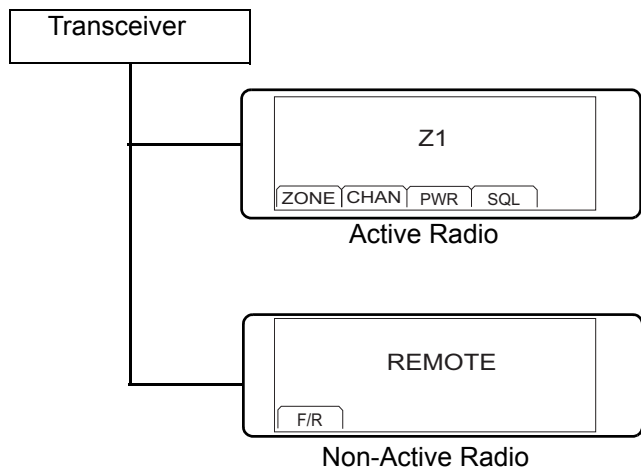 Transceiver
Z1
ZONE CHAN PWR SQL
Active Radio
REMOTE
F/R
Non-Active Radio